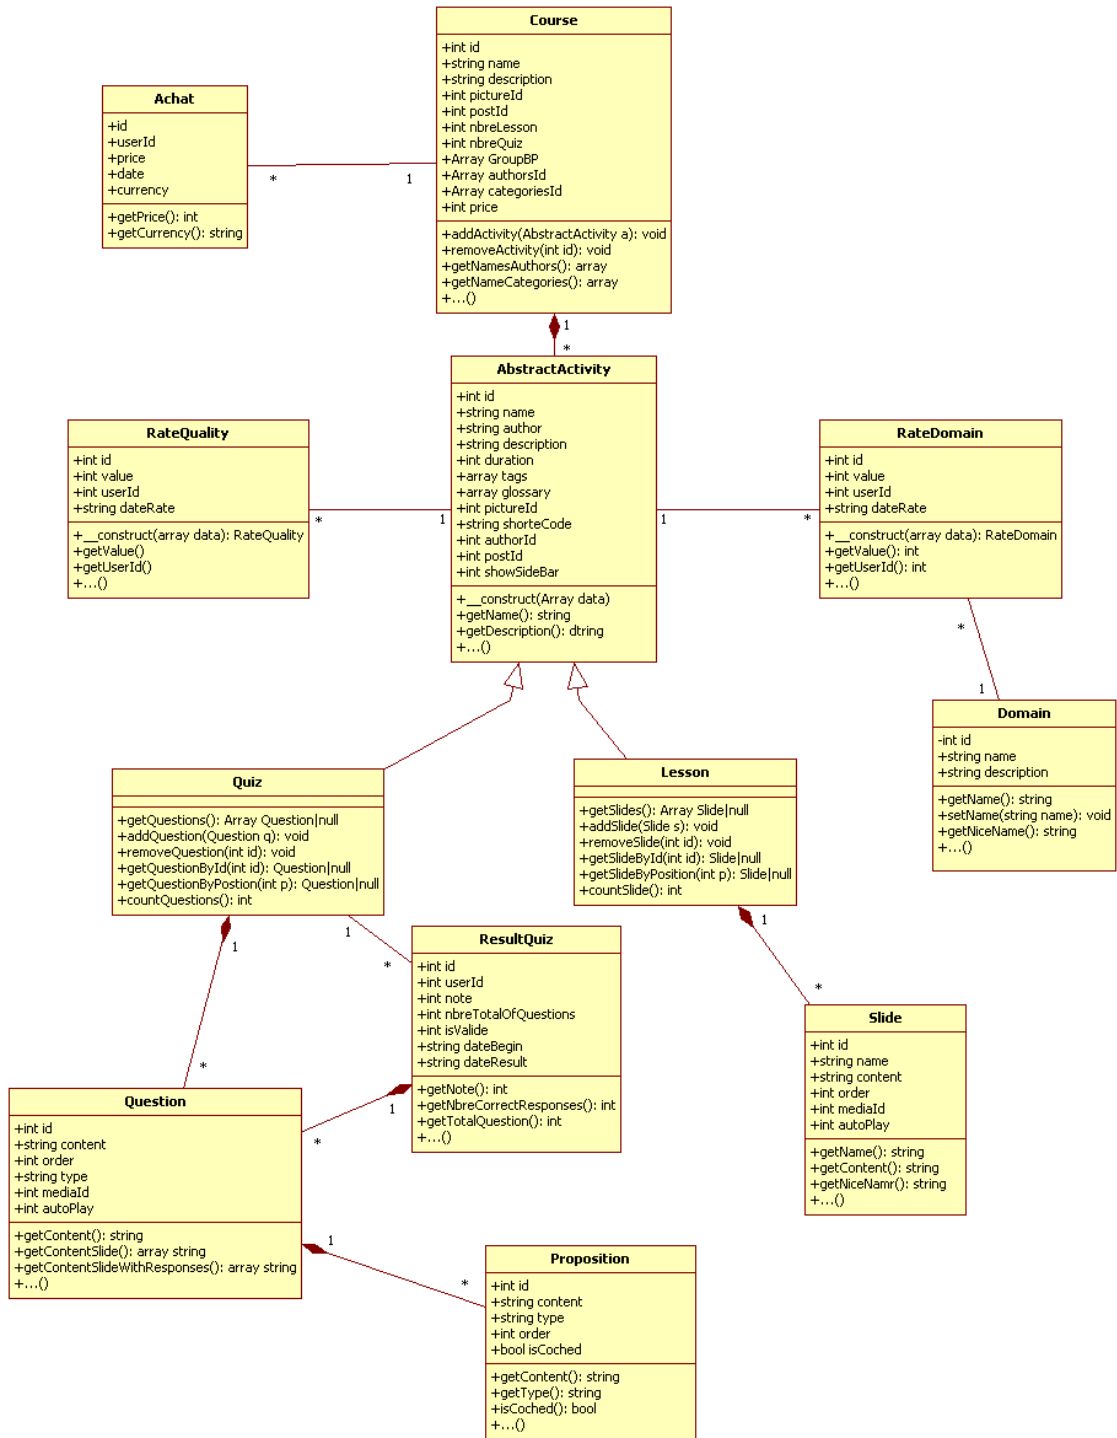 Course
+int id
+string name
+string description
+int pictureId
+int postId
+int nbreLesson
+int nbreQuiz
+Array GroupBP
+Array authorsId
+Array categoriesId
+int price
+addActivity(AbstractActivity a): void
+removeActivity(int id): void
+getNamesAuthors(): array
+getNameCategories(): array
+...()
Achat
+id
+userId
+price
+date
+currency
+getPrice(): int
+getCurrency(): string
*
1
1
*
AbstractActivity
+int id
+string name
+string author
+string description
+int duration
+array tags
+array glossary
+int pictureId
+string shorteCode
+int authorId
+int postId
+int showSideBar
+__construct(Array data)
+getName(): string
+getDescription(): dtring
+...()
RateQuality
+int id
+int value
+int userId
+string dateRate
+__construct(array data): RateQuality
+getValue()
+getUserId()
+...()
*
1
RateDomain
+int id
+int value
+int userId
+string dateRate
+__construct(array data): RateDomain
+getValue(): int
+getUserId(): int
+...()
1
*
*
1
Domain
-int id
+string name
+string description
+getName(): string
+setName(string name): void
+getNiceName(): string
+...()
Quiz
+getQuestions(): Array Question|null
+addQuestion(Question q): void
+removeQuestion(int id): void
+getQuestionById(int id): Question|null
+getQuestionByPostion(int p): Question|null
+countQuestions(): int
Lesson
+getSlides(): Array Slide|null
+addSlide(Slide s): void
+removeSlide(int id): void
+getSlideById(int id): Slide|null
+getSlideByPosition(int p): Slide|null
+countSlide(): int
1
*
1
*
1
*
ResultQuiz
+int id
+int userId
+int note
+int nbreTotalOfQuestions
+int isValide
+string dateBegin
+string dateResult
+getNote(): int
+getNbreCorrectResponses(): int
+getTotalQuestion(): int
+...()
Slide
+int id
+string name
+string content
+int order
+int mediaId
+int autoPlay
+getName(): string
+getContent(): string
+getNiceNamr(): string
+...()
1
*
Question
+int id
+string content
+int order
+string type
+int mediaId
+int autoPlay
+getContent(): string
+getContentSlide(): array string
+getContentSlideWithResponses(): array string
+...()
1
*
Proposition
+int id
+string content
+string type
+int order
+bool isCoched
+getContent(): string
+getType(): string
+isCoched(): bool
+...()